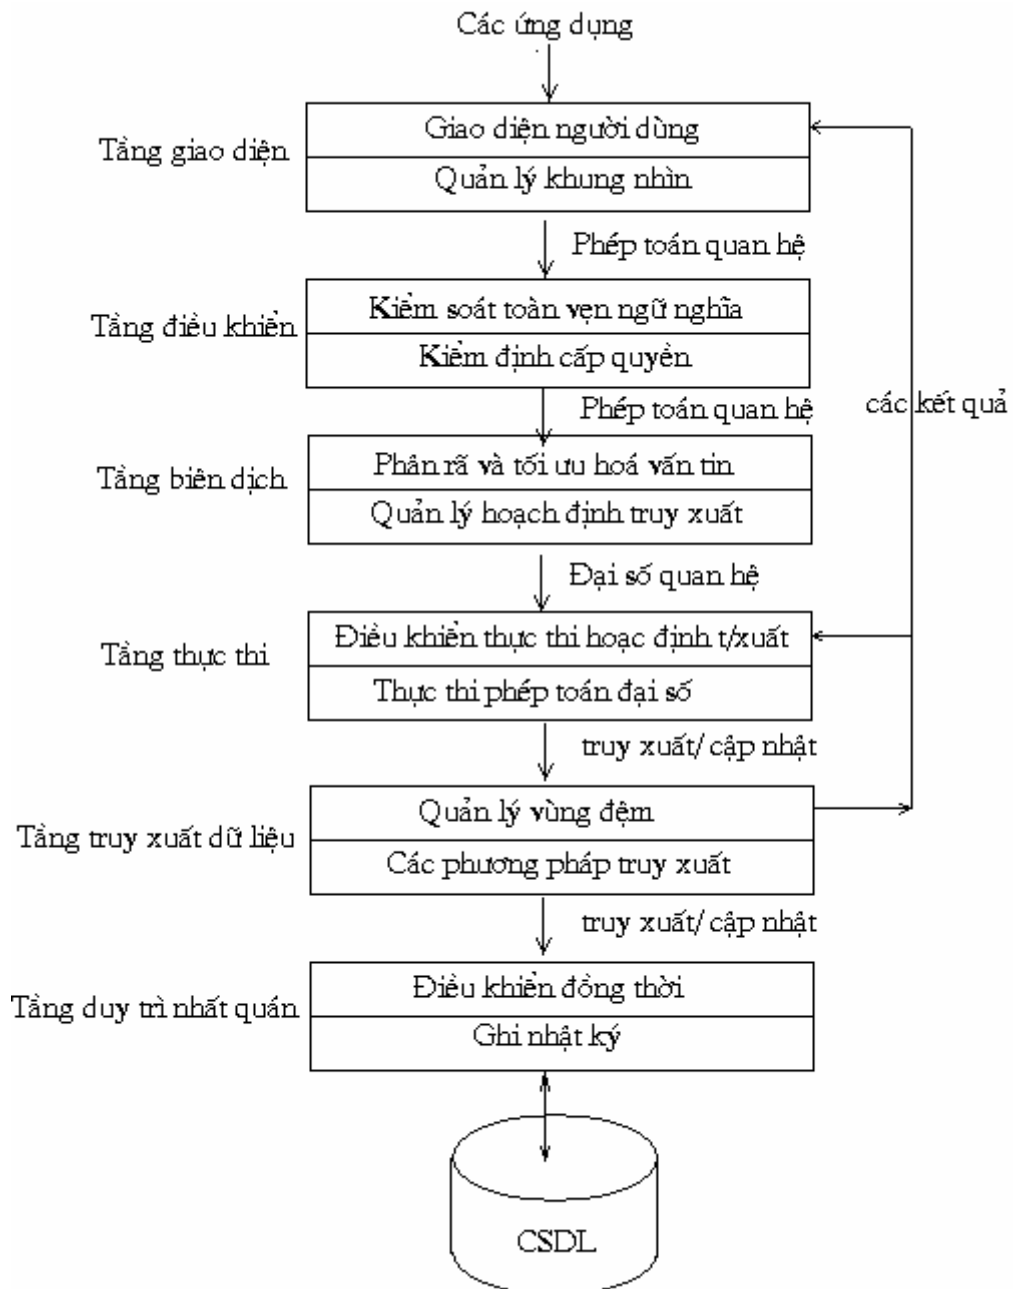 Các ứng dụng
Giao diện người dùng
Tầng giao diện
Quản lý khung nhìn
Phép toán quan hệ
Kiểm soát toàn vẹn ngữ nghĩa
Tầng điều khiển
Kiểm định cấp quyền
Phép toán quan hệ
các kết quả
Phân rã và tối ưu hoá vấn tin
Tầng biên dịch
Quản lý hoạch định truy xuất
Đại số quan hệ
Điều khiển thực thi hoạc định t/xuất
Tầng thực thi
Thực thi phép toán đại số
truy xuất/ cập nhật
Quản lý vùng đệm
Tầng truy xuất dữ liệu
Các phương pháp truy xuất
truy xuất/ cập nhật
Điều khiển đồng thời
Tầng duy trì nhất quán
Ghi nhật ký
CSDL